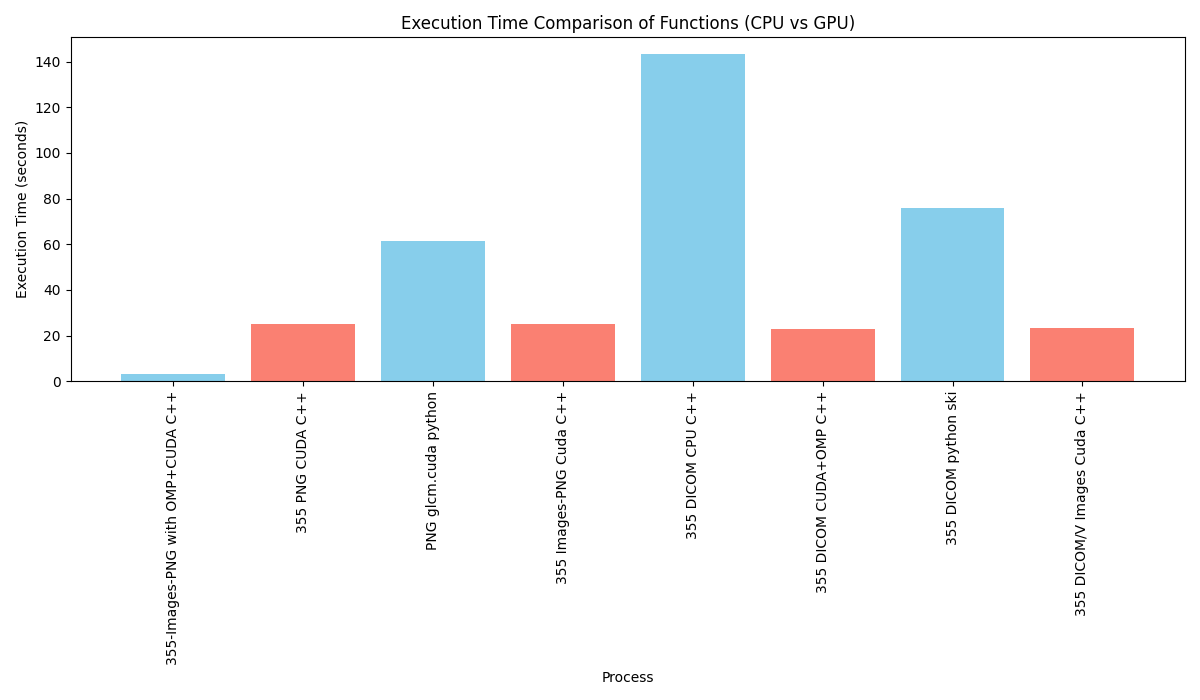 Execution Time Comparison of Functions (CPU vs GPU)
Execution Time (seconds)
140
120
100
80
60
40
20
0
355-Images-PNG with OMP+CUDA C++
355 PNG CUDA C++
PNG glcm.cuda python
355 Images-PNG Cuda C++
355 DICOM CPU C++
355 DICOM CUDA+OMP C++
355 DICOM python ski
355 DICOM/V Images Cuda C++
Process